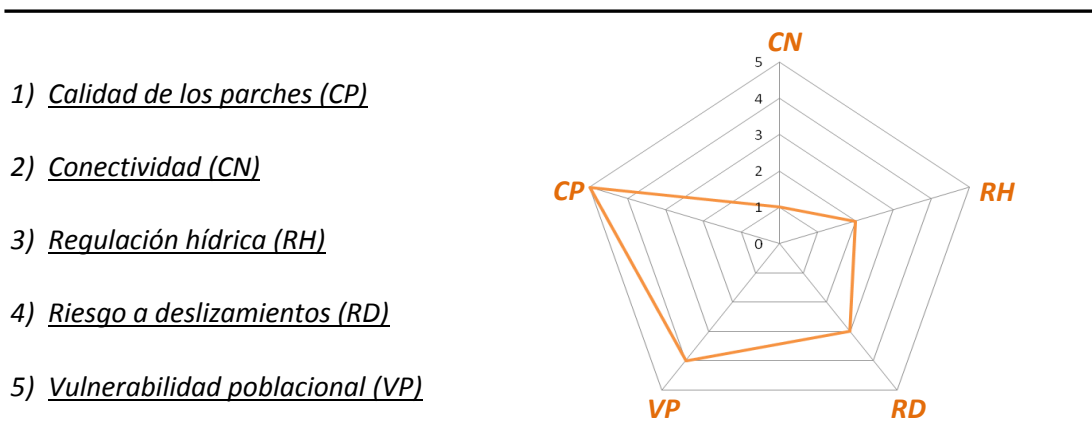 1) Calidad de los parches (CP)
2) Conectividad (CN)
3) Regulación hídrica (RH)
4) Riesgo a deslizamientos (RD)
5) Vulnerabilidad poblacional (VP)
CN
5
4
3
2
1
0
CP
RH
VP
RD